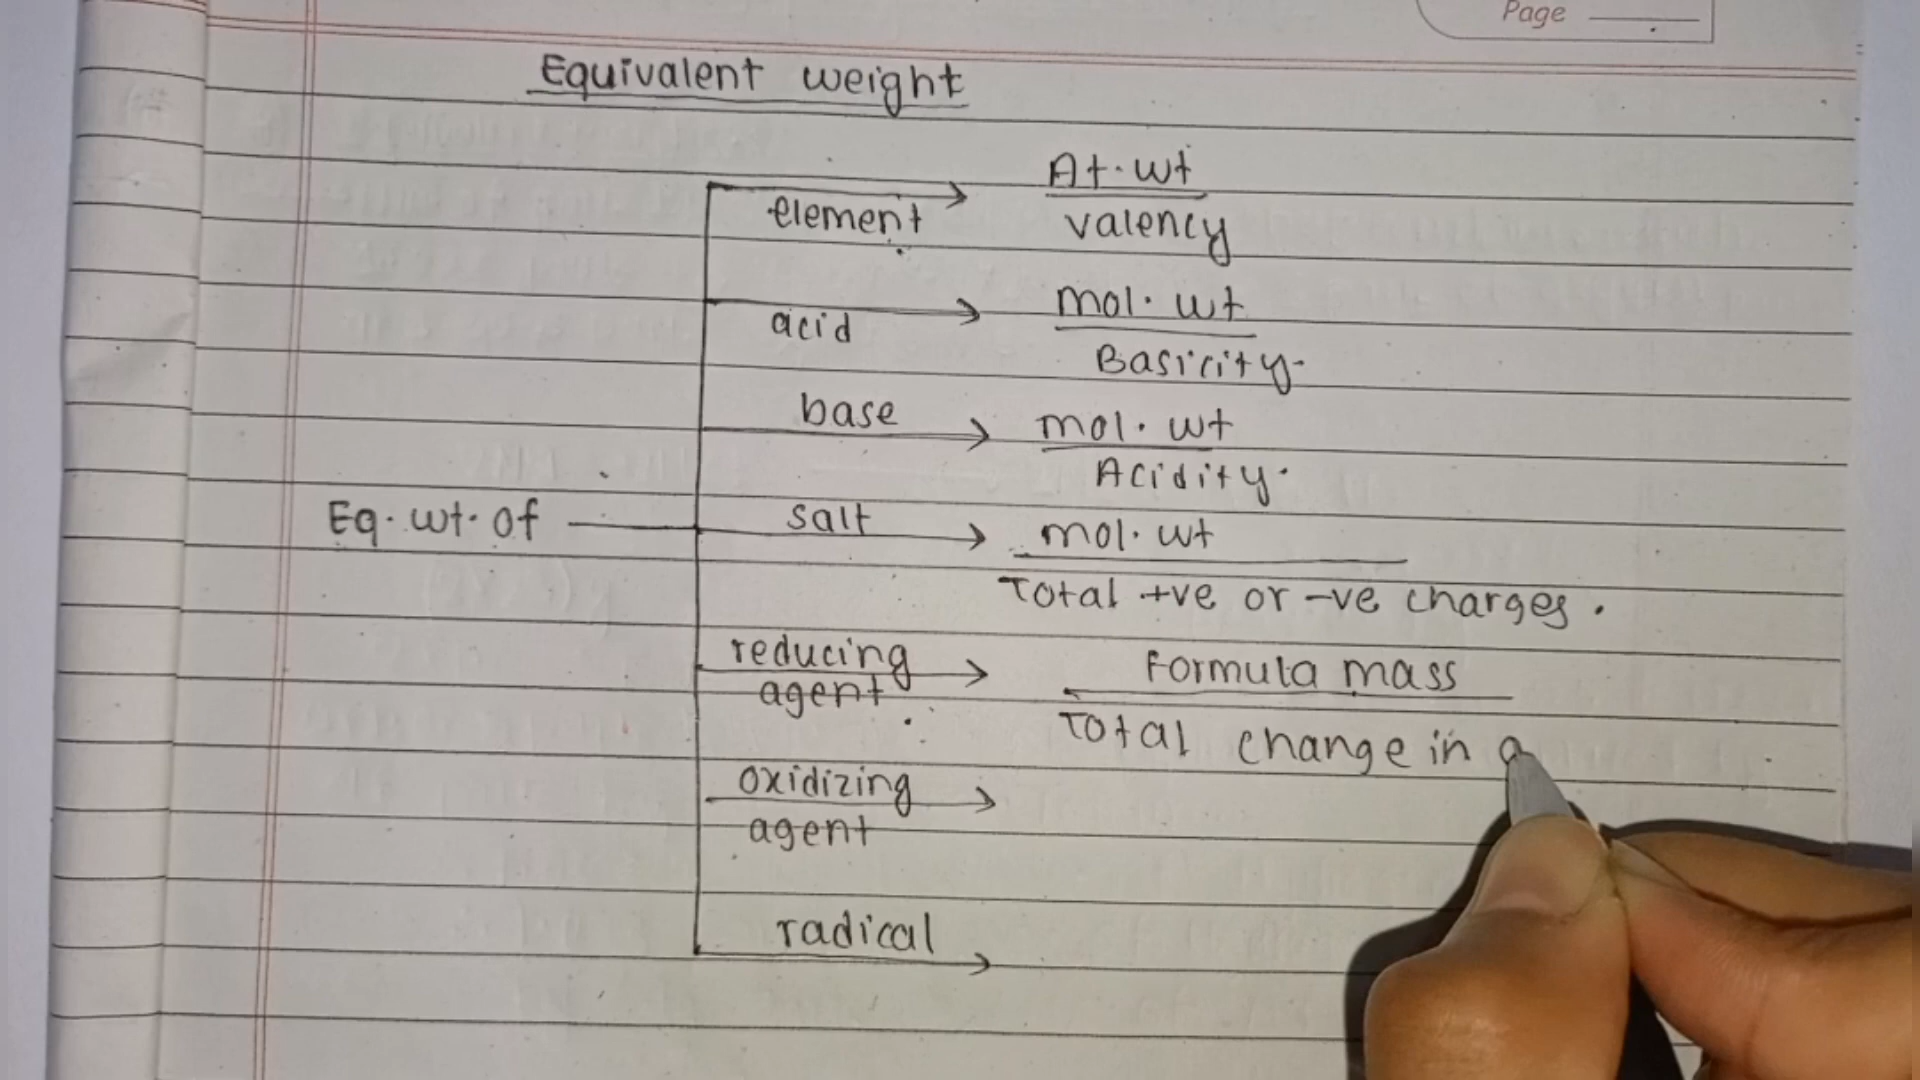 Page
Equivalent weight
element
At. wt
valency
acid
mol. wt
Basicity.
base
mol. wt
Acidity.
Eq. wt. of
salt
mol. wt
Total +ve or -ve charges.
reducing
agent
Formula mass
Total change in
oxidizing
agent
radical